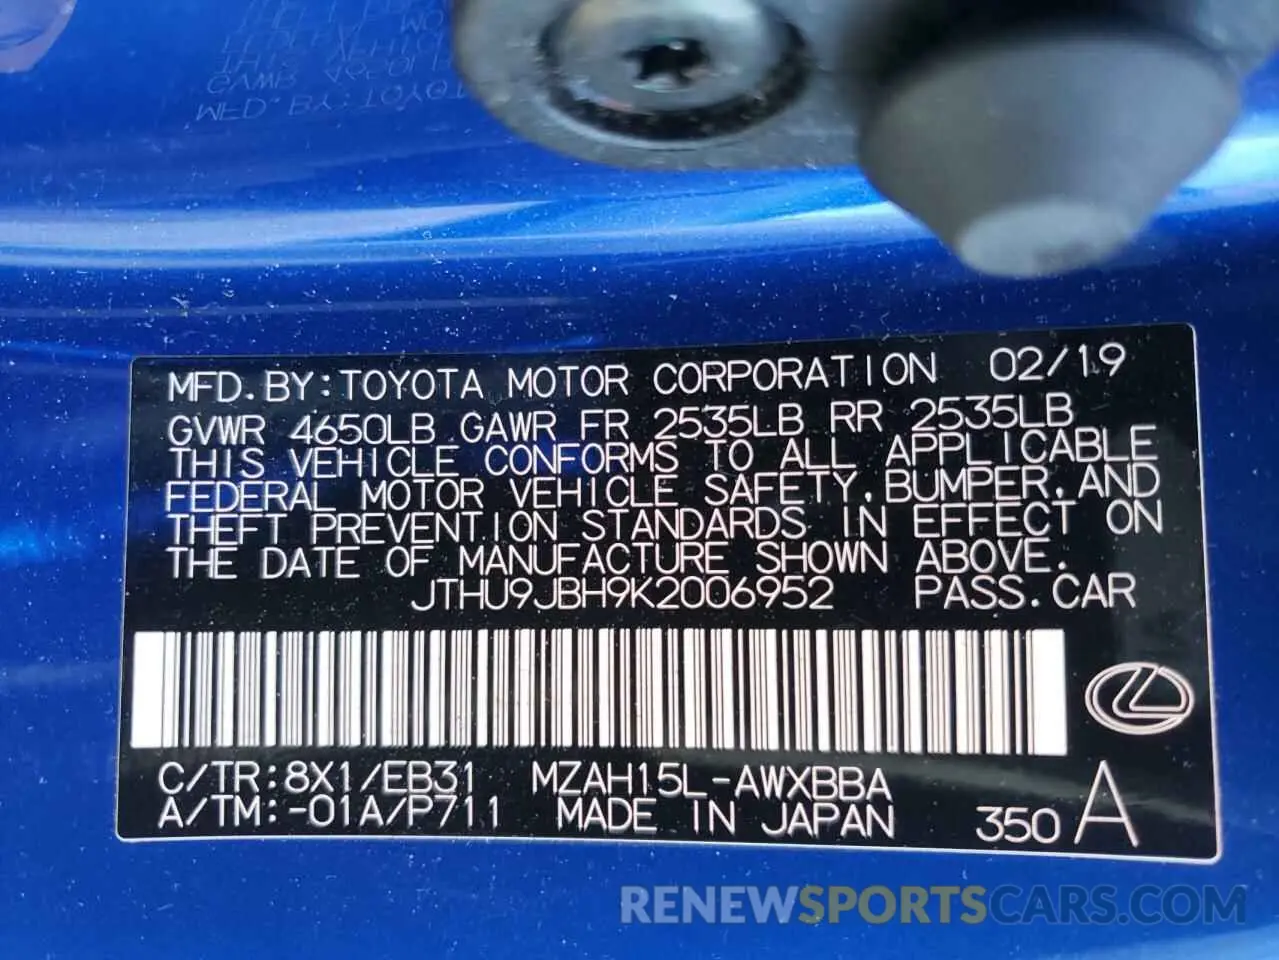 MFD.BY:TOYOTA MOTOR CORPORATION 02/19
GVWR 4650LB GAWR FR 2535LB RR 2535LB
THIS VEHICLE CONFORMS TO ALL APPLICABLE
FEDERAL MOTOR VEHICLE SAFETY,BUMPER,AND
THEFT PREVENTION STANDARDS IN EFFECT ON
THE DATE OF MANUFACTURE SHOWN ABOVE.
JTHU9JBH9K2006952 PASS.CAR
C/TR:8X1/EB31 MZAH15L-AWXBBA
A/TM:-01A/P711 MADE IN JAPAN 350 A
RENEWSPORTSCARS.COM